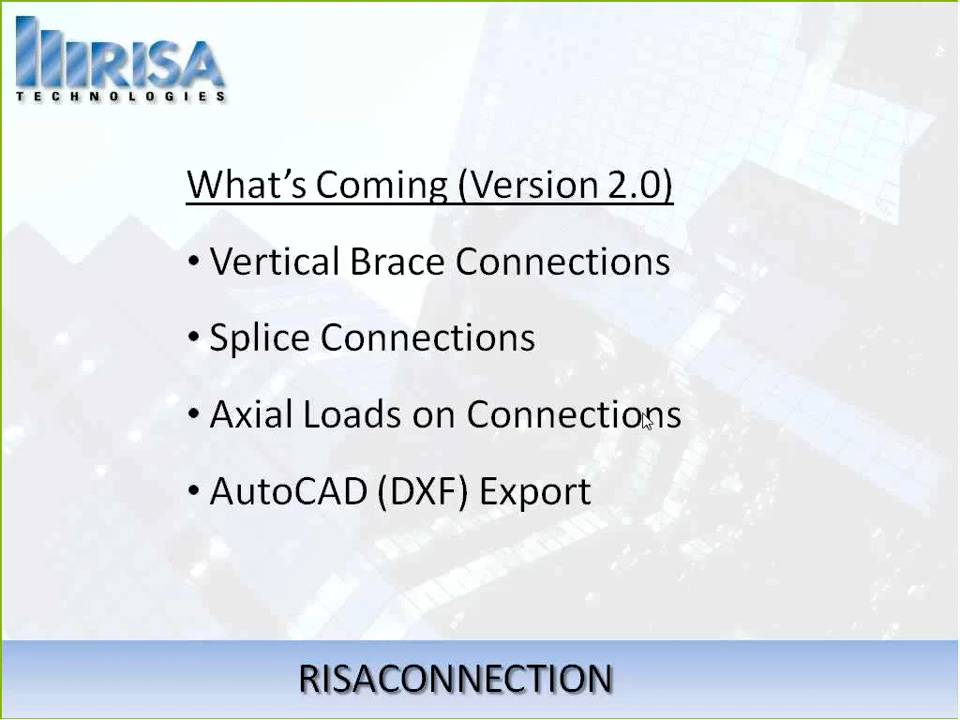 RISA
TECHNOLOGIES
What's Coming (Version 2.0)
• Vertical Brace Connections
• Splice Connections
• Axial Loads on Connections
• AutoCAD (DXF) Export
RISACONNECTION